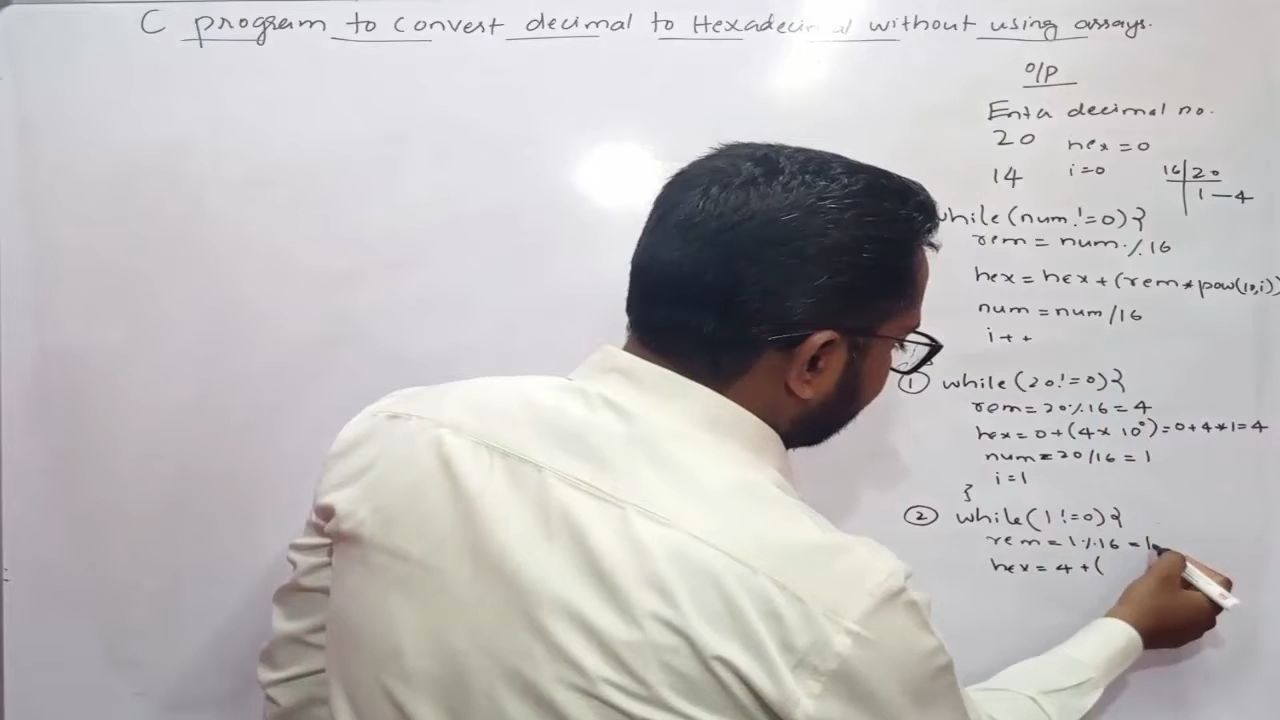 C program to convert decimal to Hexadecimal without using arrays.
O/P
Enter decimal no.
20 hex = 0
14 i=0 16 20
1 – 4
while(num!=0){
rem = num % 16
hex = hex + (rem * pow(10,i))
num = num/16
i++
① while(20!=0){
rem = 20 % 16 = 4
hex = 0+(4 × 10⁰) = 0+4*1=4
num = 20/16 = 1
i=1
}
② while(1!=0){
rem = 1 % 16 = 1
hex = 4 + (